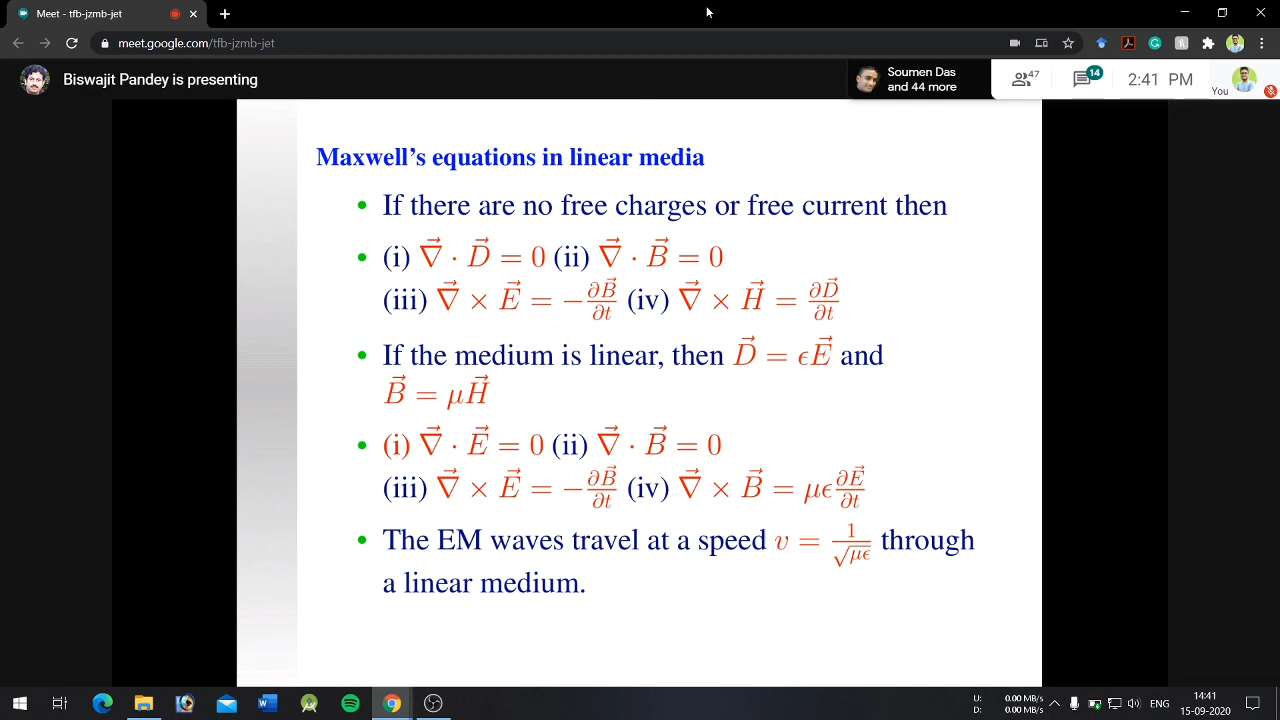 Meet - tfb-jzmb-jet
meet.google.com/tfb-jzmb-jet
Biswajit Pandey is presenting
Soumen Das
and 44 more
47
14
2:41 PM
You
Maxwell's equations in linear media
• If there are no free charges or free current then
• (i) ∇⃗ · D⃗ = 0 (ii) ∇⃗ · B⃗ = 0
(iii) ∇⃗ × E⃗ = −∂B⃗/∂t (iv) ∇⃗ × H⃗ = ∂D⃗/∂t
• If the medium is linear, then D⃗ = ϵE⃗ and
B⃗ = μH⃗
• (i) ∇⃗ · E⃗ = 0 (ii) ∇⃗ · B⃗ = 0
(iii) ∇⃗ × E⃗ = −∂B⃗/∂t (iv) ∇⃗ × B⃗ = μϵ∂E⃗/∂t
• The EM waves travel at a speed v = 1/√μϵ through
a linear medium.
U: 0.00 MB/s
D: 0.00 MB/s
ENG
14:41
15-09-2020